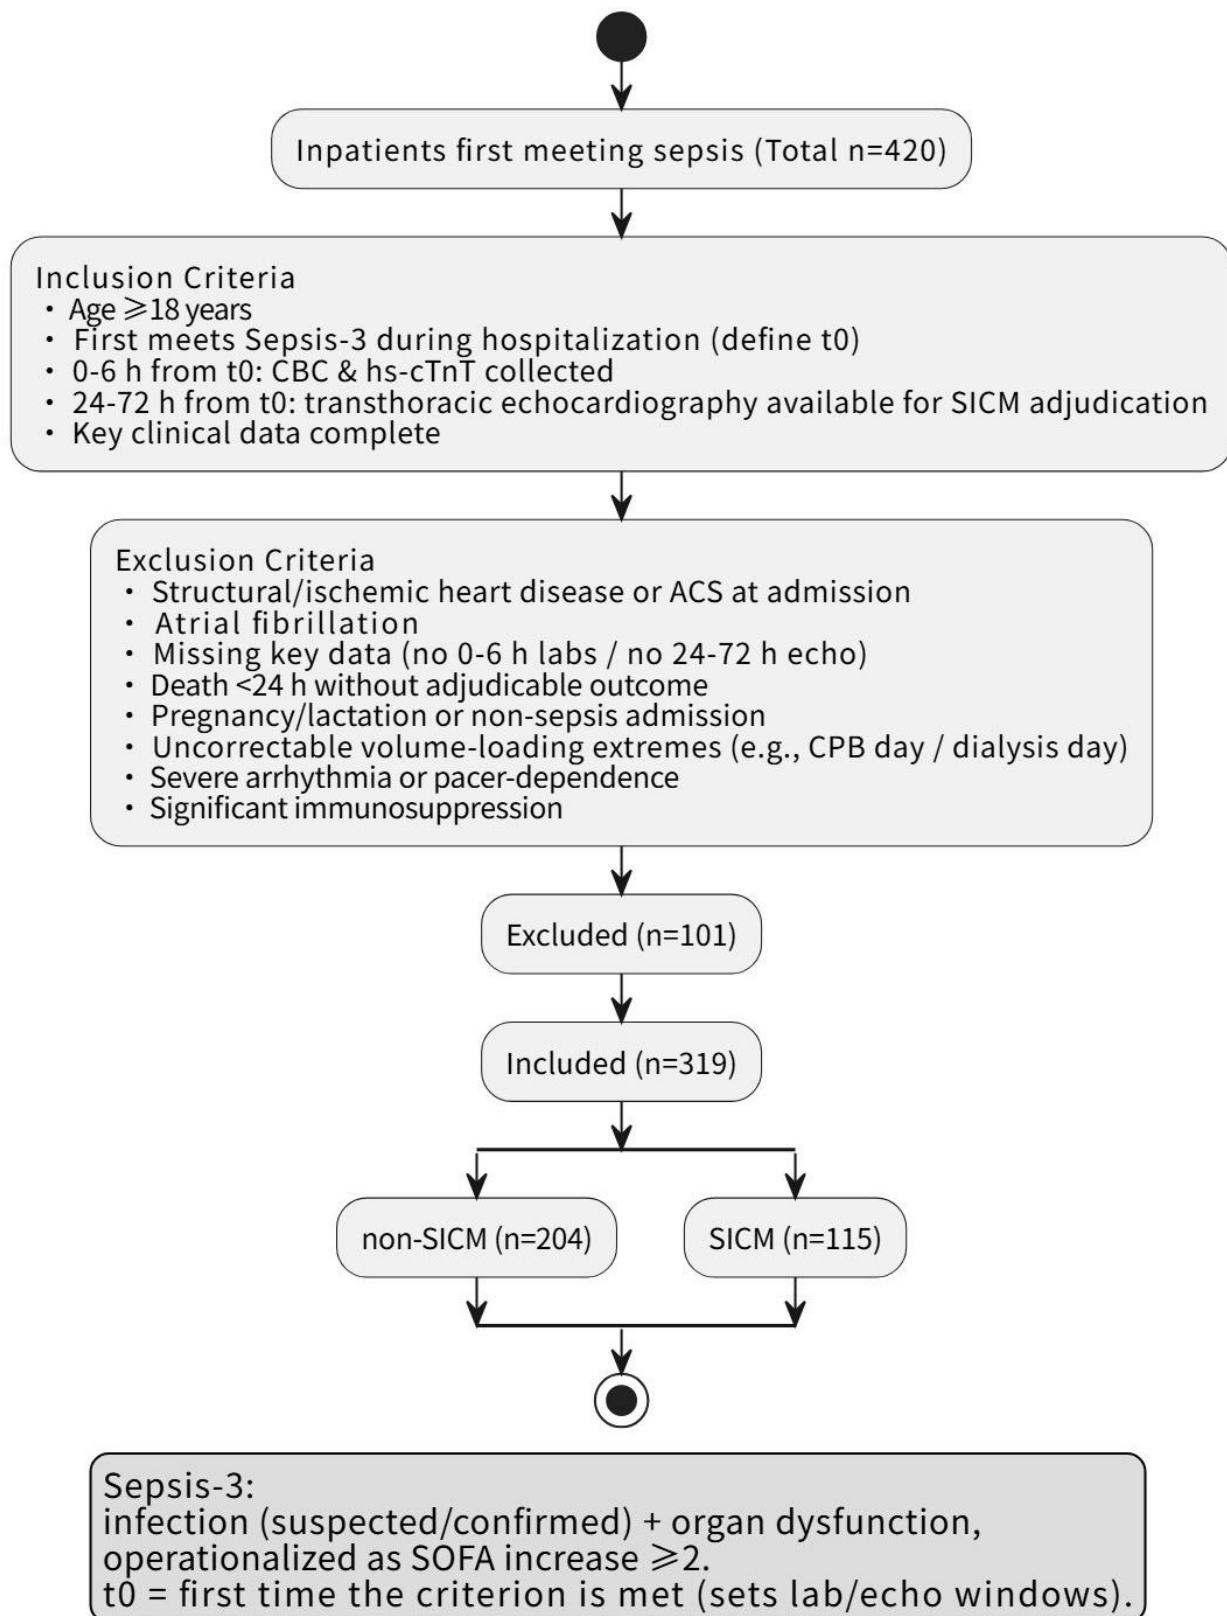 Inpatients first meeting sepsis (Total n=420)
Inclusion Criteria
• Age ⩾18 years
• First meets Sepsis-3 during hospitalization (define t0)
• 0-6 h from t0: CBC & hs-cTnT collected
• 24-72 h from t0: transthoracic echocardiography available for SICM adjudication
• Key clinical data complete
Exclusion Criteria
• Structural/ischemic heart disease or ACS at admission
• Atrial fibrillation
• Missing key data (no 0-6 h labs / no 24-72 h echo)
• Death <24 h without adjudicable outcome
• Pregnancy/lactation or non-sepsis admission
• Uncorrectable volume-loading extremes (e.g., CPB day / dialysis day)
• Severe arrhythmia or pacer-dependence
• Significant immunosuppression
Excluded (n=101)
Included (n=319)
non-SICM (n=204)
SICM (n=115)
Sepsis-3:
infection (suspected/confirmed) + organ dysfunction,
operationalized as SOFA increase ⩾2.
t0 = first time the criterion is met (sets lab/echo windows).